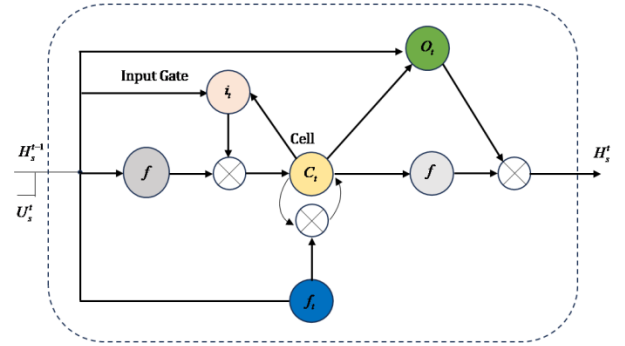 O_t
Input Gate
i_t
Cell
H_s^{t-1}
f
C_t
f
H_s^t
U_s^t
f_t